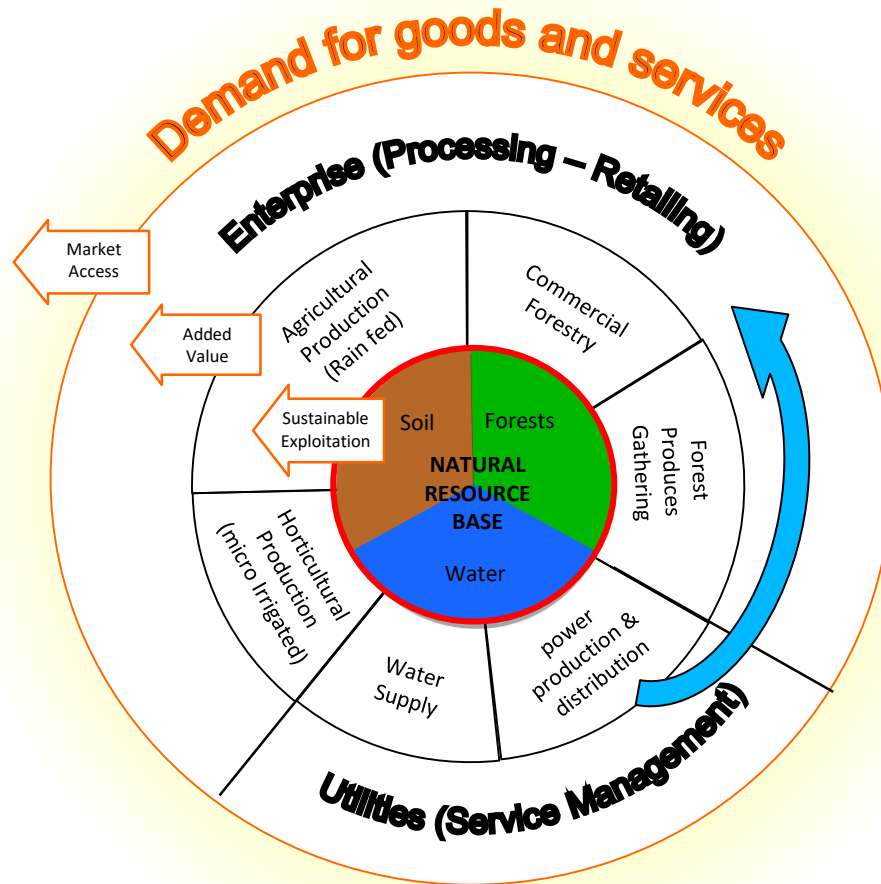 Demand for goods and services
Enterprise (Processing – Retailing)
Market
Access
Added
Value
Sustainable
Exploitation
Agricultural
Production
(Rain fed)
Commercial
Forestry
Forest
Produces
Gathering
Soil
Forests
NATURAL
RESOURCE
BASE
Water
Horticultural
Production
(micro Irrigated)
Water
Supply
power
production &
distribution
Utilities (Service Management)